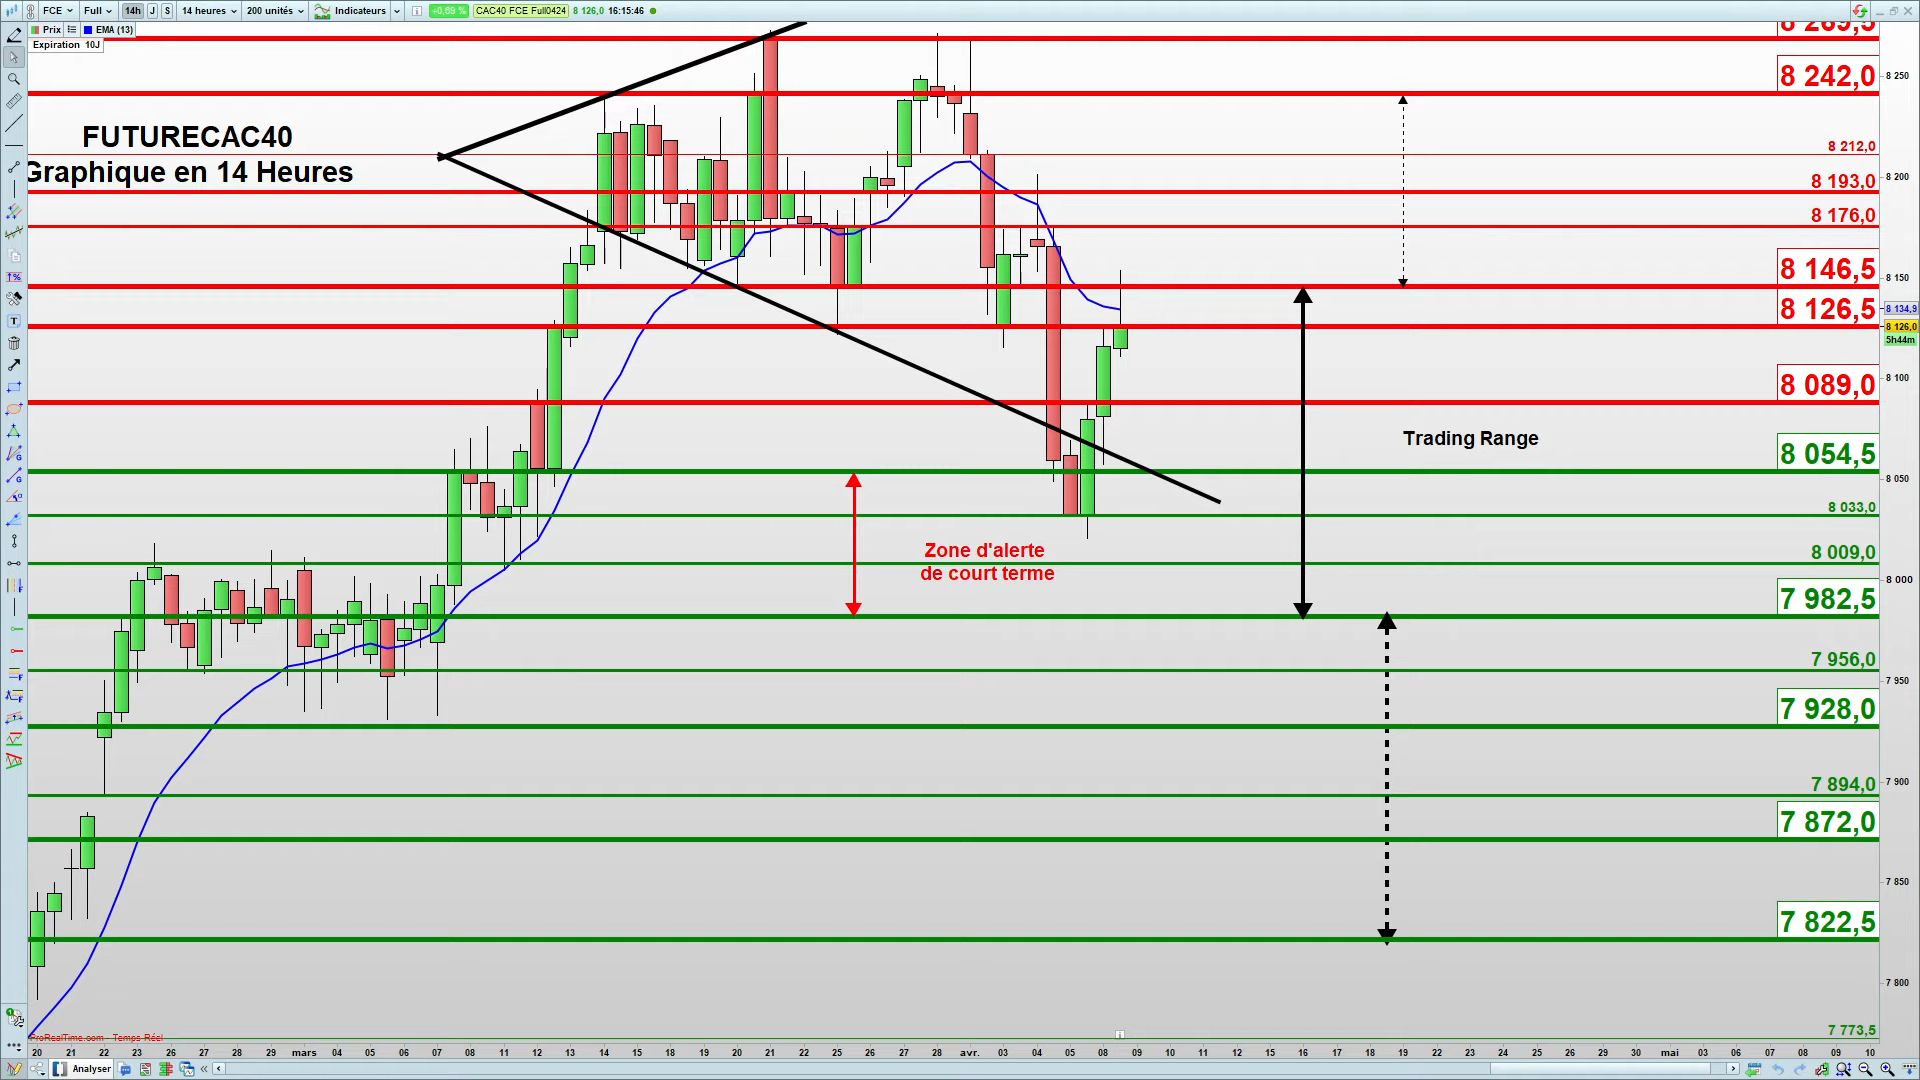 FCE Full 14h J S 14 heures 200 unités Indicateurs +0,69 % CAC40 FCE Full0424 8 126,0 16:15:46
Prix EMA (13)
Expiration 10J
8 269,5
8 242,0
8 250
FUTURECAC40
8 212,0
Graphique en 14 Heures
8 193,0
8 200
8 176,0
8 146,5
8 150
8 126,5
8 134,9
8 126,0
5h44m
8 089,0
8 100
Trading Range
8 054,5
8 050
8 033,0
Zone d'alerte
de court terme
8 009,0
8 000
7 982,5
7 956,0
7 950
7 928,0
7 894,0
7 900
7 872,0
7 850
7 822,5
7 800
7 773,5
ProRealTime.com - Temps Réel
20 21 22 23 26 27 28 29 mars 04 05 06 07 08 11 12 13 14 15 18 19 20 21 22 25 26 27 28 avr. 03 04 05 08 09 10 11 12 15 16 17 18 19 22 23 24 25 26 29 30 mai 03 06 07 08 09 10
Analyser